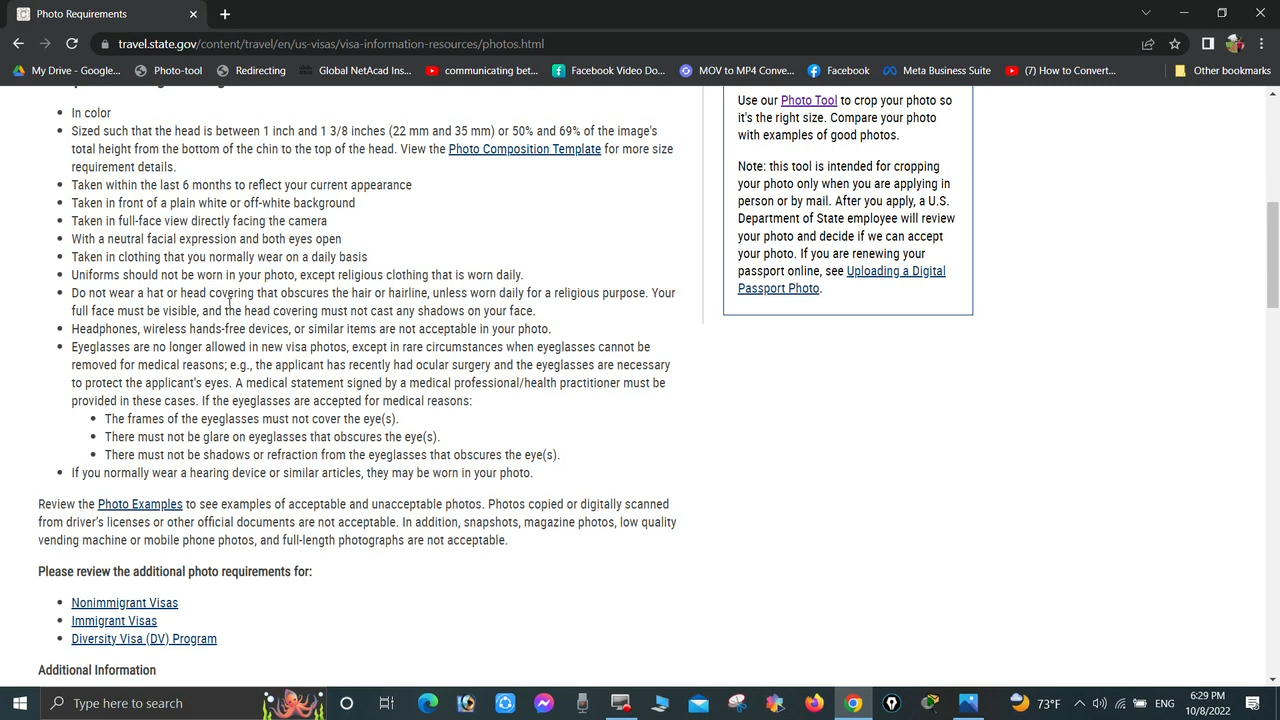 Photo Requirements
travel.state.gov/content/travel/en/us-visas/visa-information-resources/photos.html
My Drive - Google...
Photo-tool
Redirecting
Global NetAcad Ins...
communicating bet...
Facebook Video Do...
MOV to MP4 Conve...
Facebook
Meta Business Suite
(7) How to Convert...
Other bookmarks
In color
Sized such that the head is between 1 inch and 1 3/8 inches (22 mm and 35 mm) or 50% and 69% of the image's
total height from the bottom of the chin to the top of the head. View the Photo Composition Template for more size
requirement details.
Taken within the last 6 months to reflect your current appearance
Taken in front of a plain white or off-white background
Taken in full-face view directly facing the camera
With a neutral facial expression and both eyes open
Taken in clothing that you normally wear on a daily basis
Uniforms should not be worn in your photo, except religious clothing that is worn daily.
Do not wear a hat or head covering that obscures the hair or hairline, unless worn daily for a religious purpose. Your
full face must be visible, and the head covering must not cast any shadows on your face.
Headphones, wireless hands-free devices, or similar items are not acceptable in your photo.
Eyeglasses are no longer allowed in new visa photos, except in rare circumstances when eyeglasses cannot be
removed for medical reasons; e.g., the applicant has recently had ocular surgery and the eyeglasses are necessary
to protect the applicant's eyes. A medical statement signed by a medical professional/health practitioner must be
provided in these cases. If the eyeglasses are accepted for medical reasons:
The frames of the eyeglasses must not cover the eye(s).
There must not be glare on eyeglasses that obscures the eye(s).
There must not be shadows or refraction from the eyeglasses that obscures the eye(s).
If you normally wear a hearing device or similar articles, they may be worn in your photo.
Review the Photo Examples to see examples of acceptable and unacceptable photos. Photos copied or digitally scanned
from driver's licenses or other official documents are not acceptable. In addition, snapshots, magazine photos, low quality
vending machine or mobile phone photos, and full-length photographs are not acceptable.
Please review the additional photo requirements for:
Nonimmigrant Visas
Immigrant Visas
Diversity Visa (DV) Program
Additional Information
Use our Photo Tool to crop your photo so
it's the right size. Compare your photo
with examples of good photos.
Note: this tool is intended for cropping
your photo only when you are applying in
person or by mail. After you apply, a U.S.
Department of State employee will review
your photo and decide if we can accept
your photo. If you are renewing your
passport online, see Uploading a Digital
Passport Photo.
Type here to search
73°F
ENG
6:29 PM
10/8/2022